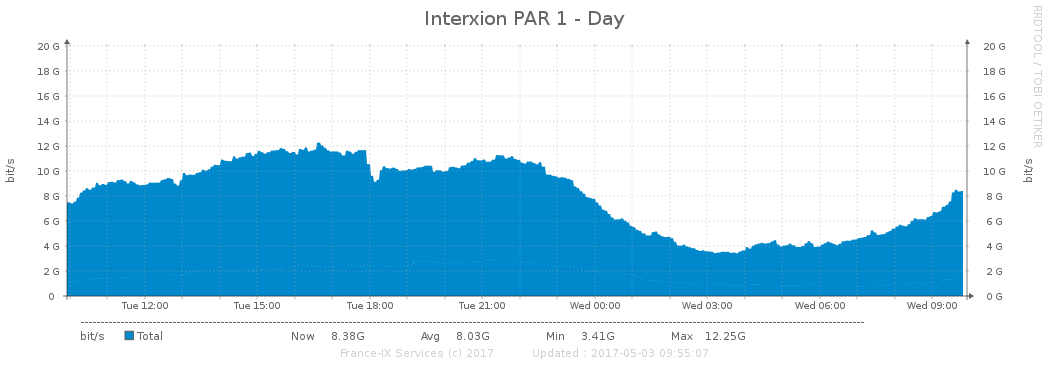 Interxion PAR 1 - Day
RRDTOOL / TOBI OETIKER
bit/s
20 G 20 G
18 G 18 G
16 G 16 G
14 G 14 G
12 G 12 G
10 G 10 G
8 G 8 G
6 G 6 G
4 G 4 G
2 G 2 G
0 0 G
bit/s
Tue 12:00 Tue 15:00 Tue 18:00 Tue 21:00 Wed 00:00 Wed 03:00 Wed 06:00 Wed 09:00
bit/s Total Now 8.38G Avg 8.03G Min 3.41G Max 12.25G
France-IX Services (c) 2017 Updated : 2017-05-03 09:55:07